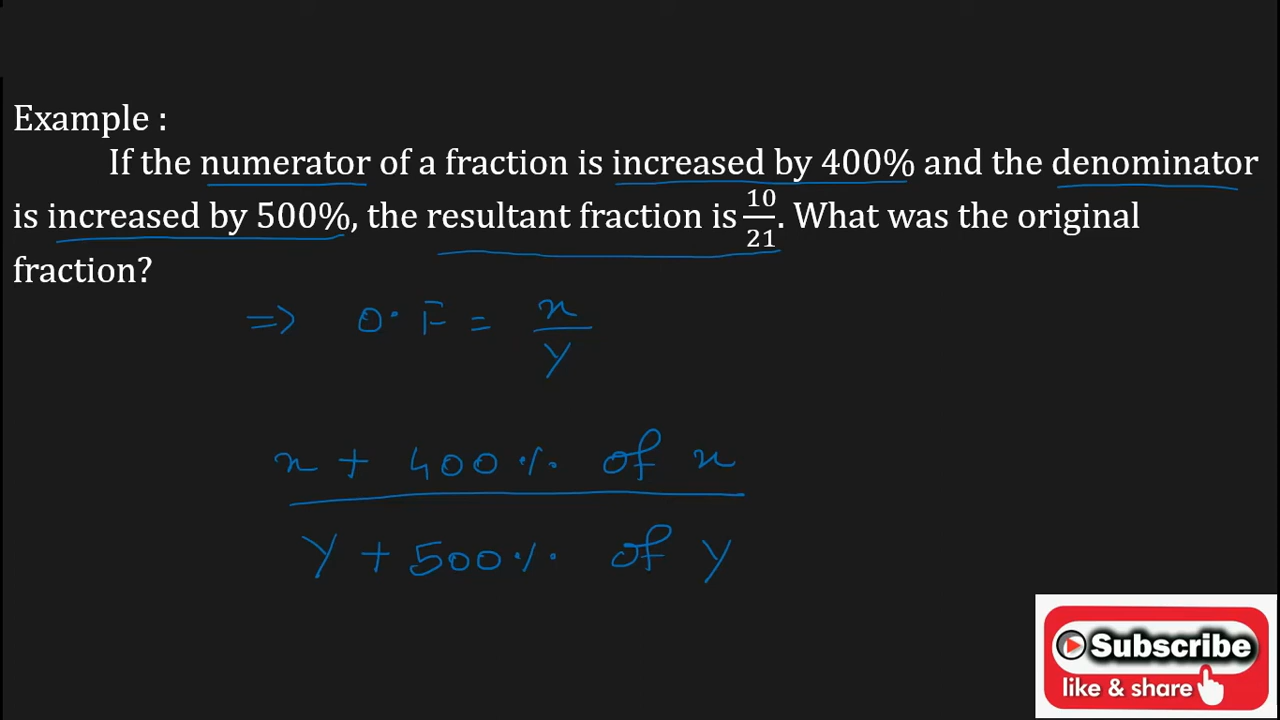 Example :
If the numerator of a fraction is increased by 400% and the denominator
is increased by 500%, the resultant fraction is 10/21. What was the original
fraction?
=> O.F = x/y
x + 400% of x
y + 500% of y
Subscribe
like & share